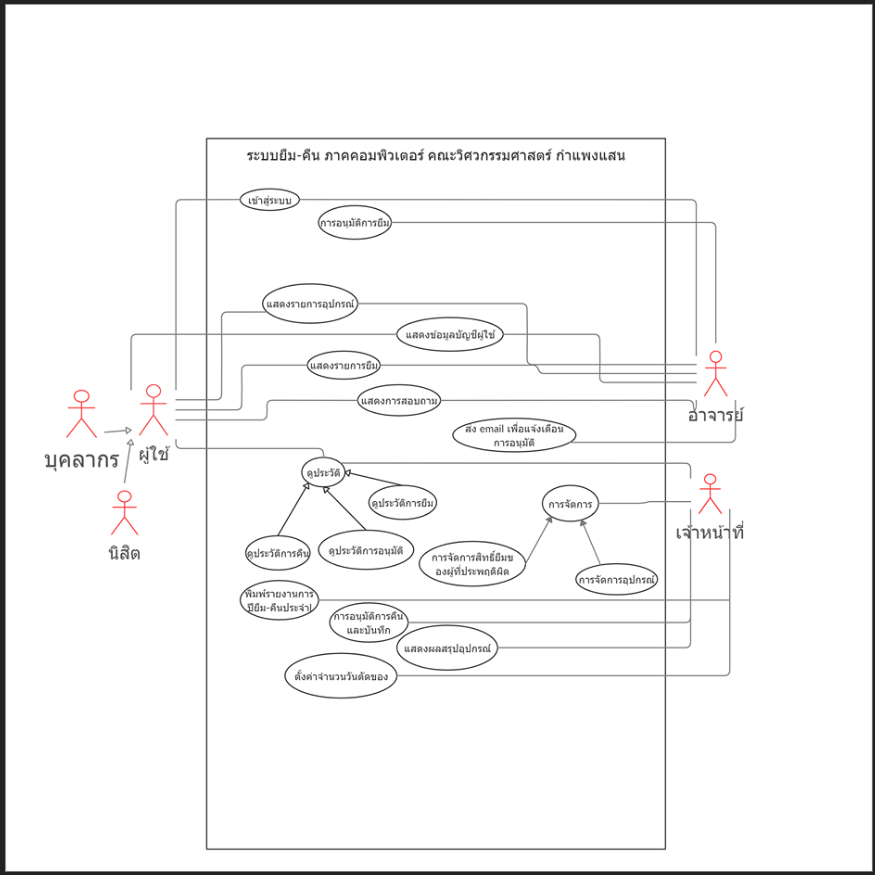 ระบบยืม-คืน ภาคคอมพิวเตอร์ คณะวิศวกรรมศาสตร์ กำแพงแสน
เข้าสู่ระบบ
การอนุมัติการยืม
แสดงรายการอุปกรณ์
แสดงข้อมูลบัญชีผู้ใช้
แสดงรายการยืม
แสดงการสอบถาม
อาจารย์
ส่ง email เพื่อแจ้งเตือน
การอนุมัติ
บุคลากร
ผู้ใช้
ดูประวัติ
ดูประวัติการยืม
การจัดการ
เจ้าหน้าที่
นิสิต
ดูประวัติการคืน
ดูประวัติการอนุมัติ
การจัดการสิทธิ์ยืมข
องผู้ที่ประพฤติผิด
การจัดการอุปกรณ์
พิมพ์รายงานการ
ปียืม-คืนประจำ
การอนุมัติการคืน
และบันทึก
แสดงผลสรุปอุปกรณ์
ตั้งค่าจำนวนวันตัดของ